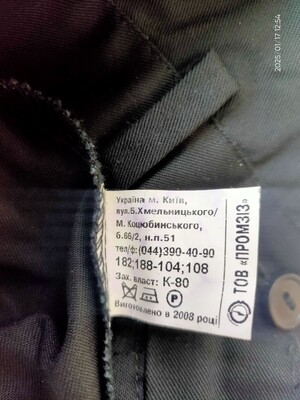 Україна м. Київ,
вул.Б.Хмельницького/
М. Коцюбинського,
б.66/2, н.п.51
тел/ф:(044)390-40-90
182;188-104;108
Зах. власт: К-80
Виготовлено в 2008 році
ТОВ «ПРОМЗІЗ»
2025/01/17 12:54